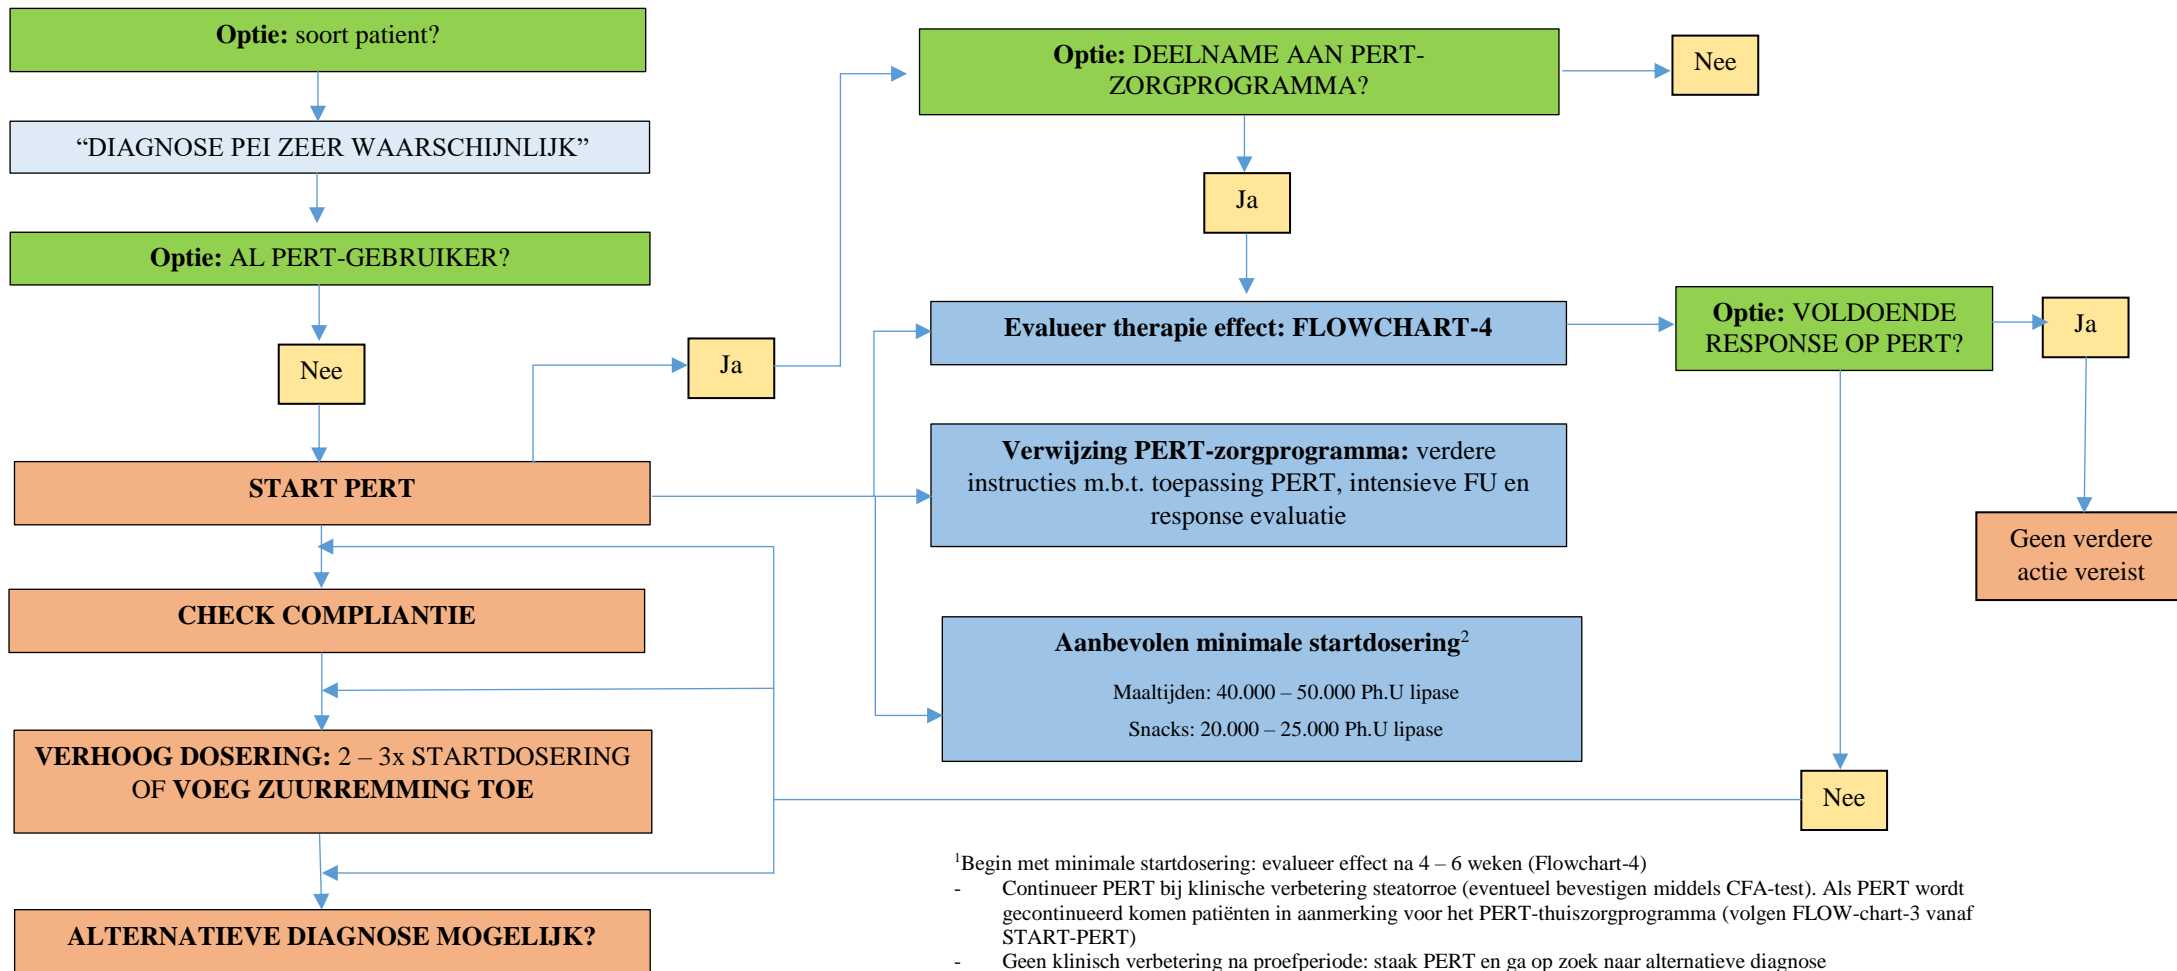 Optie: soort patient?
“DIAGNOSE PEI ZEER WAARSCHIJNLIJK”
Optie: AL PERT-GEBRUIKER?
Nee
Ja
START PERT
CHECK COMPLIANTIE
VERHOOG DOSERING: 2 – 3x STARTDOSERING
OF VOEG ZUURREMMING TOE
ALTERNATIEVE DIAGNOSE MOGELIJK?
Optie: DEELNAME AAN PERT-
ZORGPROGRAMMA?
Nee
Ja
Evalueer therapie effect: FLOWCHART-4
Optie: VOLDOENDE
RESPONSE OP PERT?
Ja
Verwijzing PERT-zorgprogramma: verdere
instructies m.b.t. toepassing PERT, intensieve FU en
response evaluatie
Geen verdere
actie vereist
Aanbevolen minimale startdosering²
Maaltijden: 40.000 – 50.000 Ph.U lipase
Snacks: 20.000 – 25.000 Ph.U lipase
Nee
¹Begin met minimale startdosering: evalueer effect na 4 – 6 weken (Flowchart-4)
- Continueer PERT bij klinische verbetering steatorroe (eventueel bevestigen middels CFA-test). Als PERT wordt
gecontinueerd komen patiënten in aanmerking voor het PERT-thuiszorgprogramma (volgen FLOW-chart-3 vanaf
START-PERT)
- Geen klinisch verbetering na proefperiode: staak PERT en ga op zoek naar alternatieve diagnose